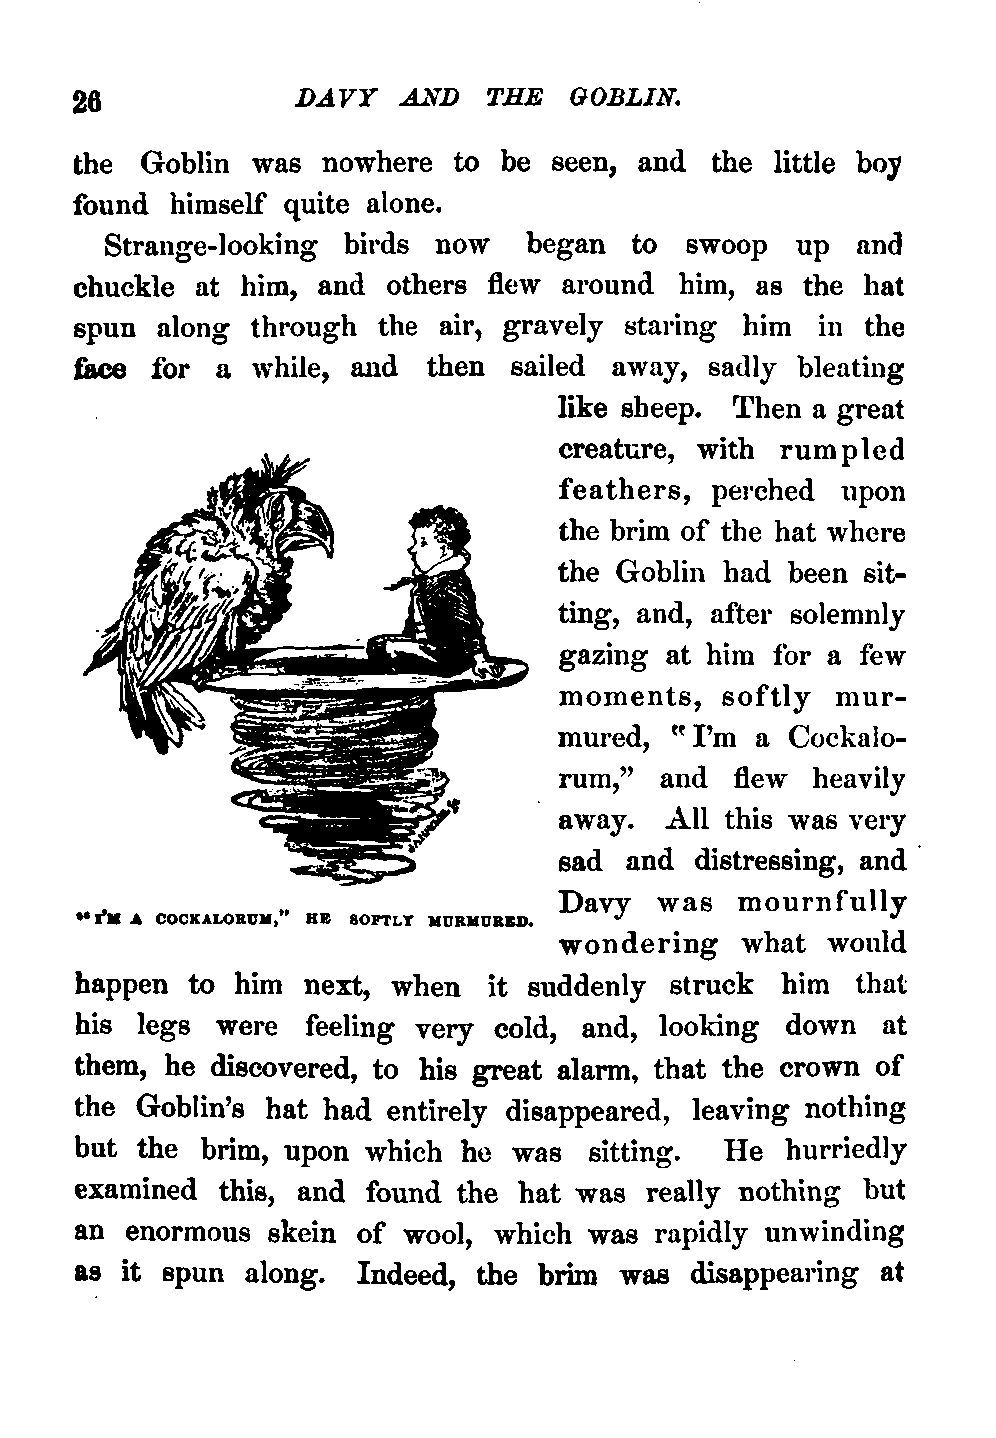 26 DAVY AND THE GOBLIN.
the Goblin was nowhere to be seen, and the little boy
found himself quite alone.
Strange-looking birds now began to swoop up and
chuckle at him, and others flew around him, as the hat
spun along through the air, gravely staring him in the
face for a while, and then sailed away, sadly bleating
like sheep. Then a great
creature, with rumpled
feathers, perched upon
the brim of the hat where
the Goblin had been sit-
ting, and, after solemnly
gazing at him for a few
moments, softly mur-
mured, "I'm a Cockalo-
rum," and flew heavily
away. All this was very
sad and distressing, and
Davy was mournfully
wondering what would
"I'M A COCKALORUM," HE SOFTLY MURMURED.
happen to him next, when it suddenly struck him that
his legs were feeling very cold, and, looking down at
them, he discovered, to his great alarm, that the crown of
the Goblin's hat had entirely disappeared, leaving nothing
but the brim, upon which he was sitting. He hurriedly
examined this, and found the hat was really nothing but
an enormous skein of wool, which was rapidly unwinding
as it spun along. Indeed, the brim was disappearing at